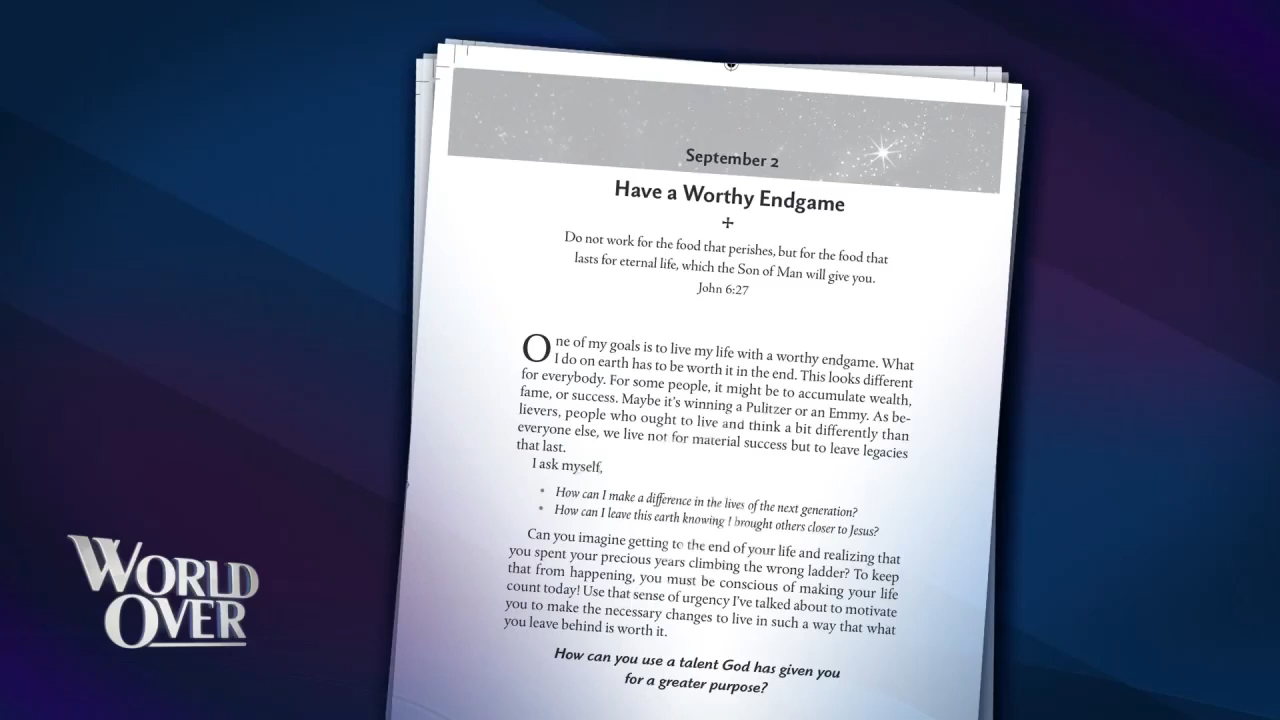 September 2
Have a Worthy Endgame
Do not work for the food that perishes, but for the food that
lasts for eternal life, which the Son of Man will give you.
John 6:27
One of my goals is to live my life with a worthy endgame. What
I do on earth has to be worth it in the end. This looks different
for everybody. For some people, it might be to accumulate wealth,
fame, or success. Maybe it's winning a Pulitzer or an Emmy. As be-
lievers, people who ought to live and think a bit differently than
everyone else, we live not for material success but to leave legacies
that last.
I ask myself,
• How can I make a difference in the lives of the next generation?
• How can I leave this earth knowing I brought others closer to Jesus?
Can you imagine getting to the end of your life and realizing that
you spent your precious years climbing the wrong ladder? To keep
that from happening, you must be conscious of making your life
count today! Use that sense of urgency I've talked about to motivate
you to make the necessary changes to live in such a way that what
you leave behind is worth it.
How can you use a talent God has given you
for a greater purpose?
WORLD
OVER